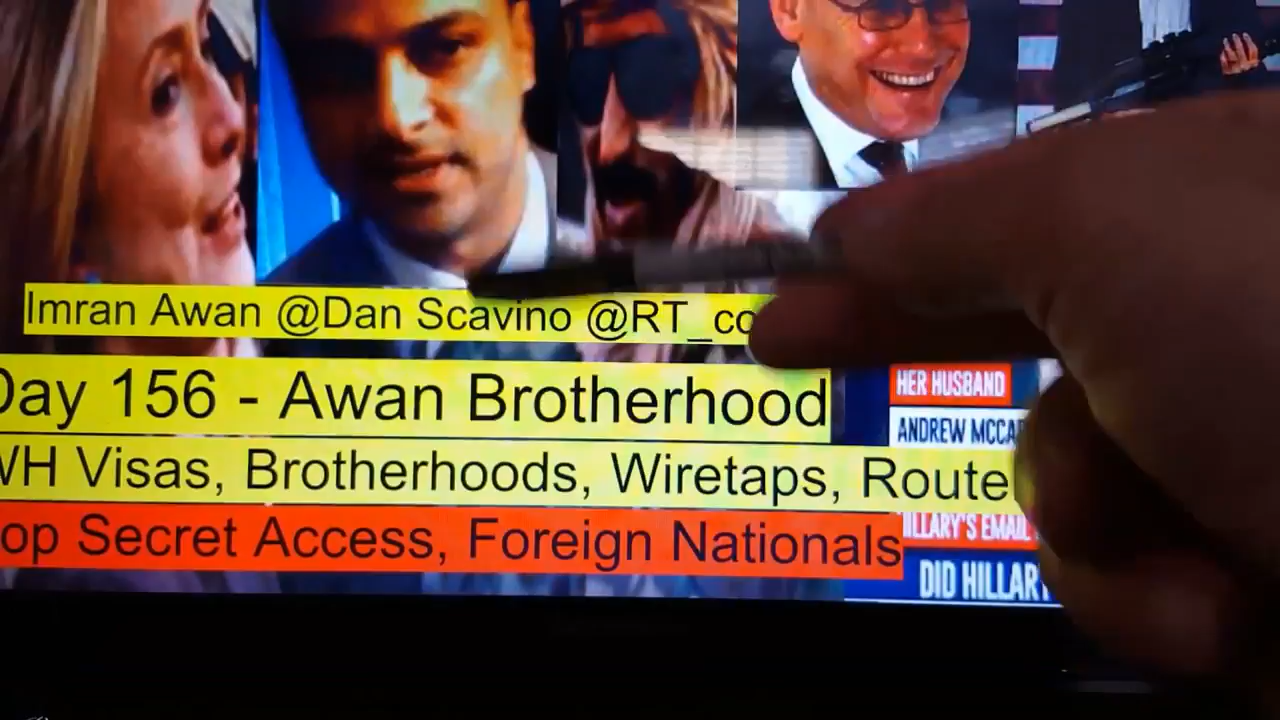 Imran Awan @Dan Scavino @RT_co
Day 156 - Awan Brotherhood
WH Visas, Brotherhoods, Wiretaps, Route
op Secret Access, Foreign Nationals
HER HUSBAND
ANDREW MCCA
HILLARY'S EMAIL
DID HILLARY